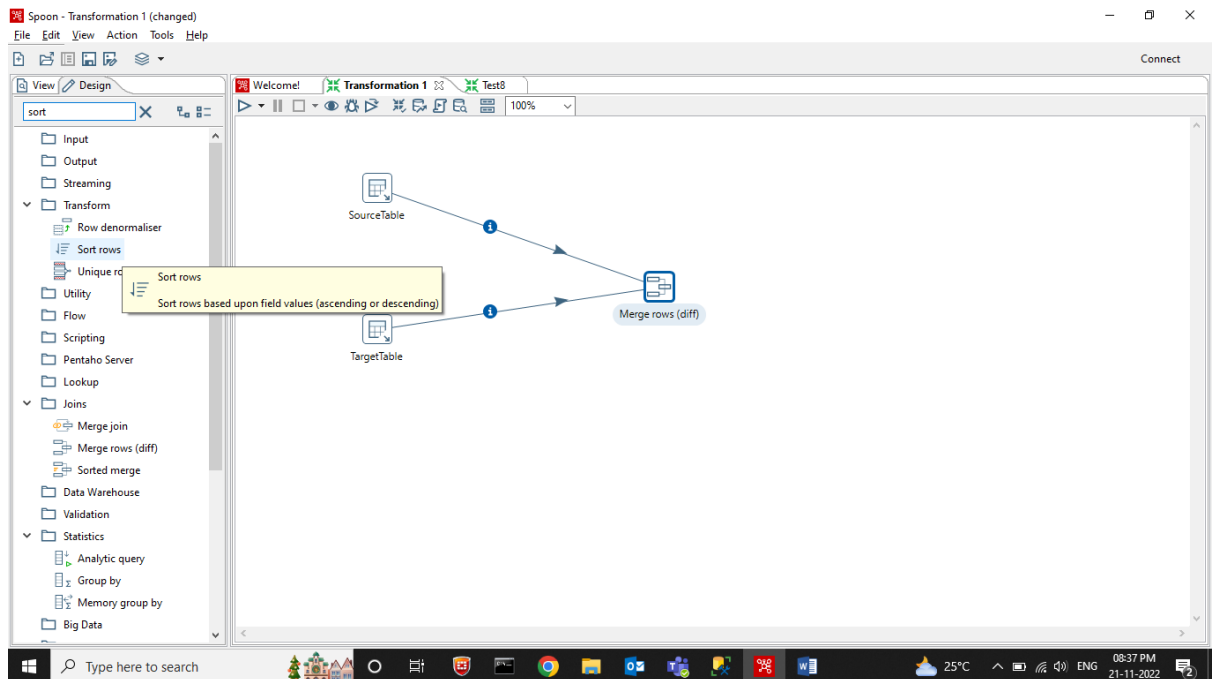 Spoon - Transformation 1 (changed)
File Edit View Action Tools Help
Connect
View Design
Welcome! Transformation 1 Test8
sort
100%
Input
Output
Streaming
Transform
Row denormaliser
Sort rows
Unique ro
Sort rows
Sort rows based upon field values (ascending or descending)
Utility
Flow
Scripting
Pentaho Server
Lookup
Joins
Merge join
Merge rows (diff)
Sorted merge
Data Warehouse
Validation
Statistics
Analytic query
Group by
Memory group by
Big Data
SourceTable
Merge rows (diff)
TargetTable
Type here to search
25°C
ENG
08:37 PM
21-11-2022
2